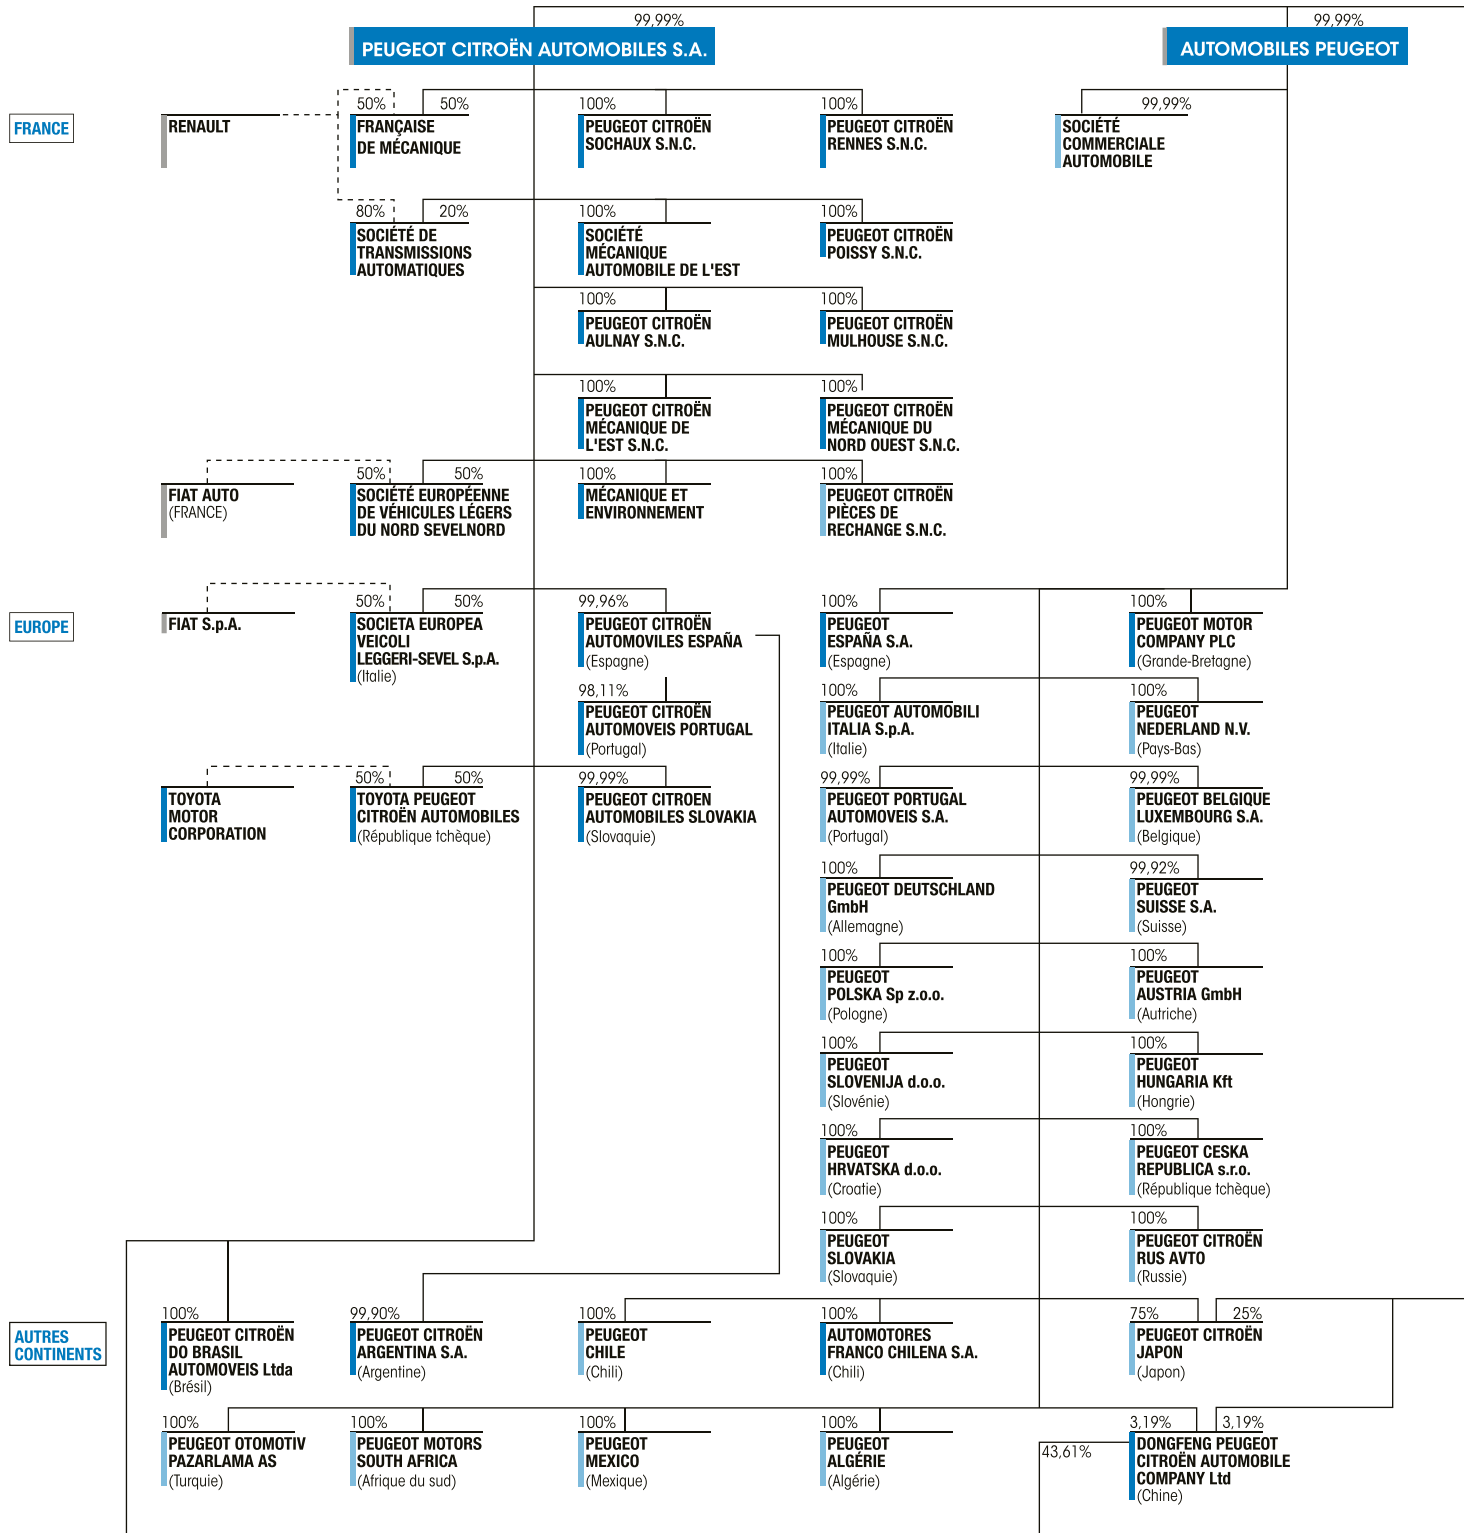 99,99%
99,99%
PEUGEOT CITROËN AUTOMOBILES S.A.
AUTOMOBILES PEUGEOT
FRANCE
RENAULT
50%
50%
FRANÇAISE
DE MÉCANIQUE
100%
PEUGEOT CITROËN
SOCHAUX S.N.C.
100%
PEUGEOT CITROËN
RENNES S.N.C.
99,99%
SOCIÉTÉ
COMMERCIALE
AUTOMOBILE
80%
20%
SOCIÉTÉ DE
TRANSMISSIONS
AUTOMATIQUES
100%
SOCIÉTÉ
MÉCANIQUE
AUTOMOBILE DE L'EST
100%
PEUGEOT CITROËN
POISSY S.N.C.
100%
PEUGEOT CITROËN
AULNAY S.N.C.
100%
PEUGEOT CITROËN
MULHOUSE S.N.C.
100%
PEUGEOT CITROËN
MÉCANIQUE DE
L'EST S.N.C.
100%
PEUGEOT CITROËN
MÉCANIQUE DU
NORD OUEST S.N.C.
FIAT AUTO
(FRANCE)
50%
50%
SOCIÉTÉ EUROPÉENNE
DE VÉHICULES LÉGERS
DU NORD SEVELNORD
100%
MÉCANIQUE ET
ENVIRONNEMENT
100%
PEUGEOT CITROËN
PIÈCES DE
RECHANGE S.N.C.
EUROPE
FIAT S.p.A.
50%
50%
SOCIETA EUROPEA
VEICOLI
LEGGERI-SEVEL S.p.A.
(Italie)
99,96%
PEUGEOT CITROËN
AUTOMOVILES ESPAÑA
(Espagne)
100%
PEUGEOT
ESPAÑA S.A.
(Espagne)
100%
PEUGEOT MOTOR
COMPANY PLC
(Grande-Bretagne)
98,11%
PEUGEOT CITROËN
AUTOMOVEIS PORTUGAL
(Portugal)
100%
PEUGEOT AUTOMOBILI
ITALIA S.p.A.
(Italie)
100%
PEUGEOT
NEDERLAND N.V.
(Pays-Bas)
TOYOTA
MOTOR
CORPORATION
50%
50%
TOYOTA PEUGEOT
CITROËN AUTOMOBILES
(République tchèque)
99,99%
PEUGEOT CITROEN
AUTOMOBILES SLOVAKIA
(Slovaquie)
99,99%
PEUGEOT PORTUGAL
AUTOMOVEIS S.A.
(Portugal)
99,99%
PEUGEOT BELGIQUE
LUXEMBOURG S.A.
(Belgique)
100%
PEUGEOT DEUTSCHLAND
GmbH
(Allemagne)
99,92%
PEUGEOT
SUISSE S.A.
(Suisse)
100%
PEUGEOT
POLSKA Sp z.o.o.
(Pologne)
100%
PEUGEOT
AUSTRIA GmbH
(Autriche)
100%
PEUGEOT
SLOVENIJA d.o.o.
(Slovénie)
100%
PEUGEOT
HUNGARIA Kft
(Hongrie)
100%
PEUGEOT
HRVATSKA d.o.o.
(Croatie)
100%
PEUGEOT CESKA
REPUBLICA s.r.o.
(République tchèque)
100%
PEUGEOT
SLOVAKIA
(Slovaquie)
100%
PEUGEOT CITROËN
RUS AVTO
(Russie)
AUTRES
CONTINENTS
100%
PEUGEOT CITROËN
DO BRASIL
AUTOMOVEIS Ltda
(Brésil)
99,90%
PEUGEOT CITROËN
ARGENTINA S.A.
(Argentine)
100%
PEUGEOT
CHILE
(Chili)
100%
AUTOMOTORES
FRANCO CHILENA S.A.
(Chili)
75%
25%
PEUGEOT CITROËN
JAPON
(Japon)
100%
PEUGEOT OTOMOTIV
PAZARLAMA AS
(Turquie)
100%
PEUGEOT MOTORS
SOUTH AFRICA
(Afrique du sud)
100%
PEUGEOT
MEXICO
(Mexique)
100%
PEUGEOT
ALGÉRIE
(Algérie)
43,61%
3,19%
3,19%
DONGFENG PEUGEOT
CITROËN AUTOMOBILE
COMPANY Ltd
(Chine)